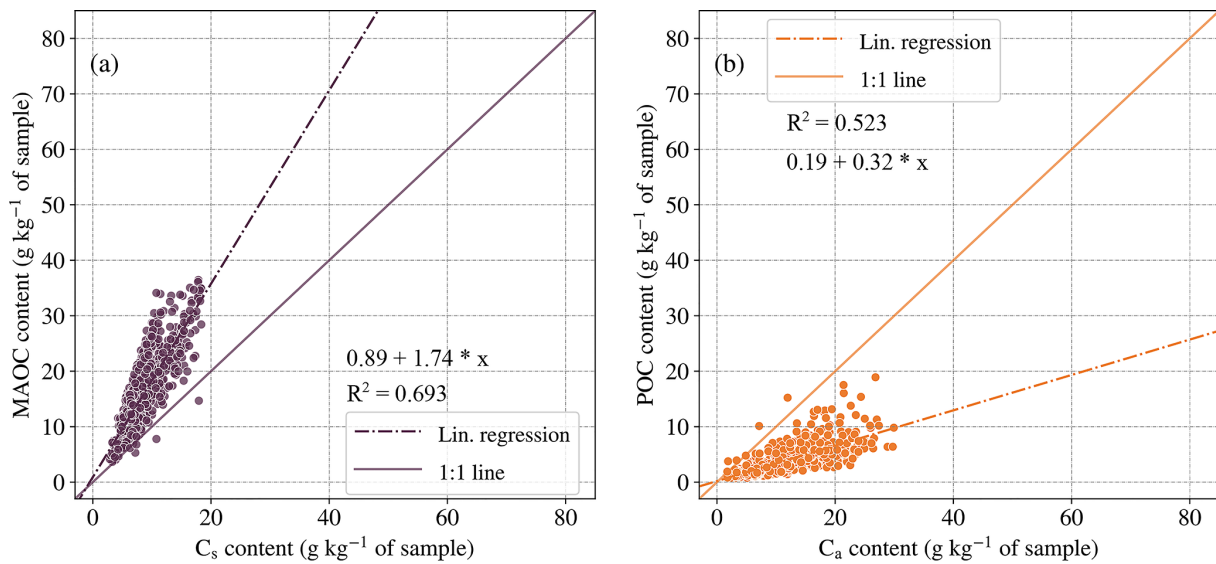 (a)
MAOC content (g kg⁻¹ of sample)
80
70
60
50
40
30
20
10
0
0.89 + 1.74 * x
R² = 0.693
Lin. regression
1:1 line
0 20 40 60 80
Cₛ content (g kg⁻¹ of sample)
(b)
Lin. regression
1:1 line
R² = 0.523
0.19 + 0.32 * x
POC content (g kg⁻¹ of sample)
80
70
60
50
40
30
20
10
0
0 20 40 60 80
Cₐ content (g kg⁻¹ of sample)